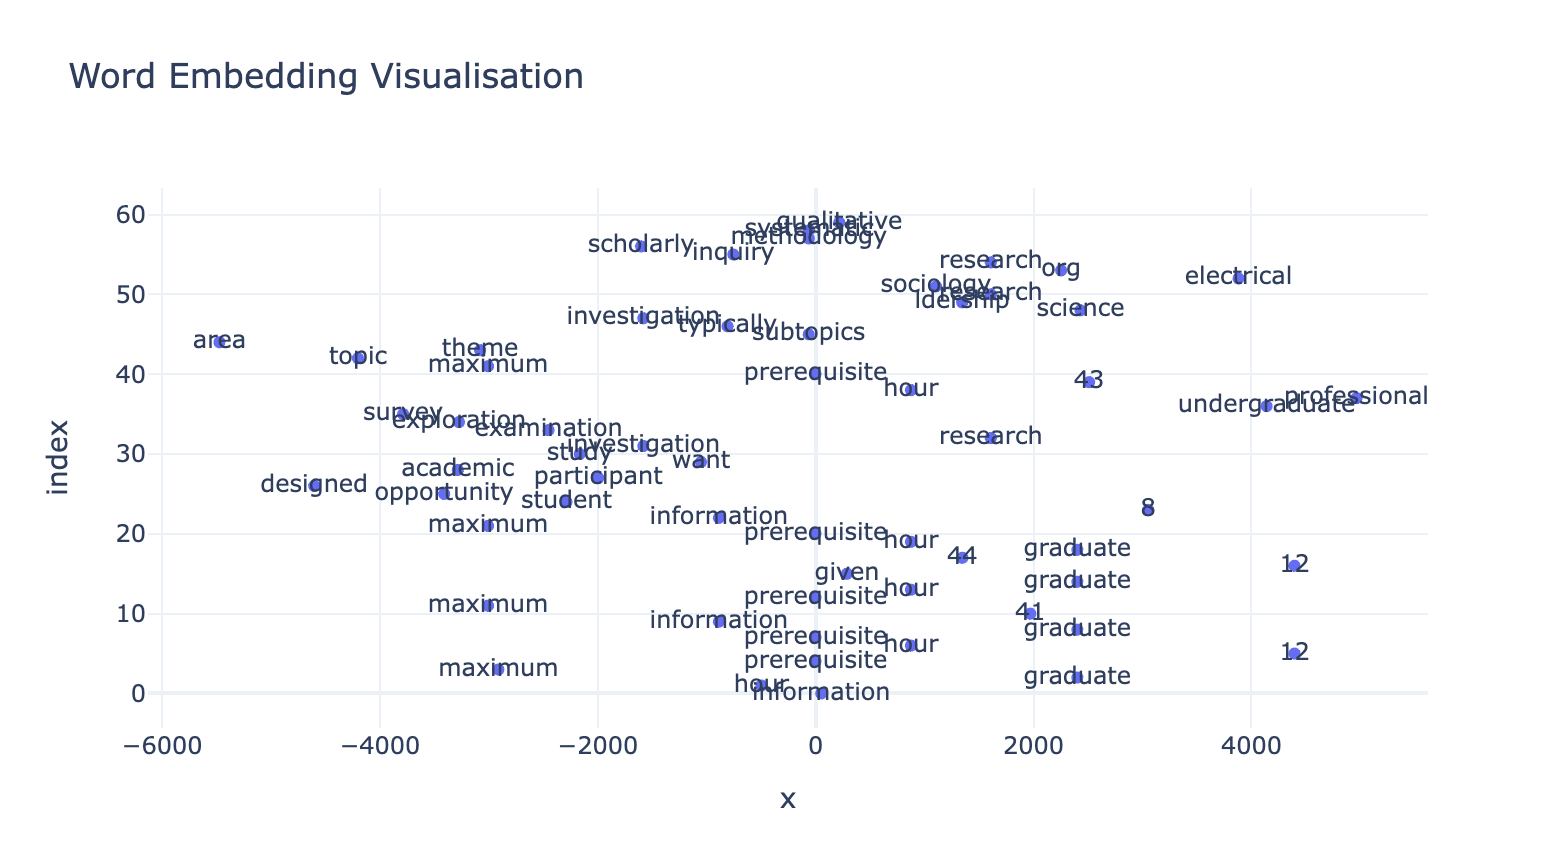 Word Embedding Visualisation
60
qualitative
systematic
methodology
scholarly
inquiry
research
org
electrical
sociology
50
research
ldership
science
investigation
typically
subtopics
area
theme
topic
maximum
40
prerequisite
43
hour
professional
undergraduate
survey
exploration
examination
research
investigation
30
study
want
academic
participant
designed
opportunity
student
8
maximum
information
20
prerequisite
hour
graduate
44
12
given
graduate
hour
prerequisite
maximum
10
41
information
graduate
prerequisite
hour
12
prerequisite
maximum
graduate
hour
0
information
index
−6000
−4000
−2000
0
2000
4000
x